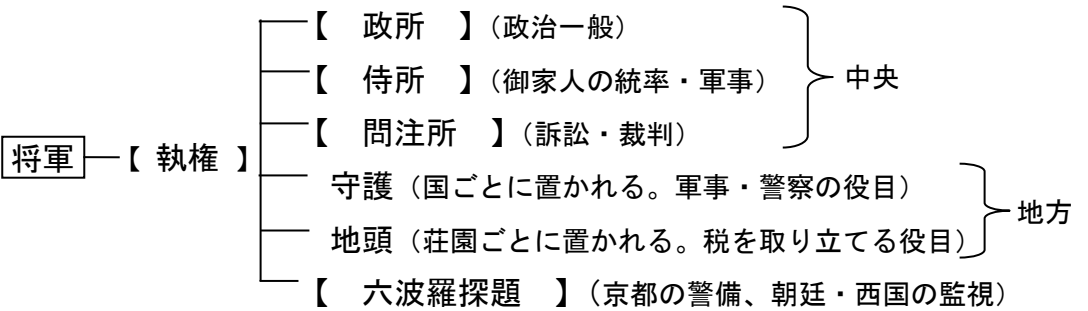 【　政所　】（政治一般）
【　侍所　】（御家人の統率・軍事）
中央
【　問注所　】（訴訟・裁判）
将軍【 執権 】
守護（国ごとに置かれる。軍事・警察の役目）
地方
地頭（荘園ごとに置かれる。税を取り立てる役目）
【　六波羅探題　】（京都の警備、朝廷・西国の監視）